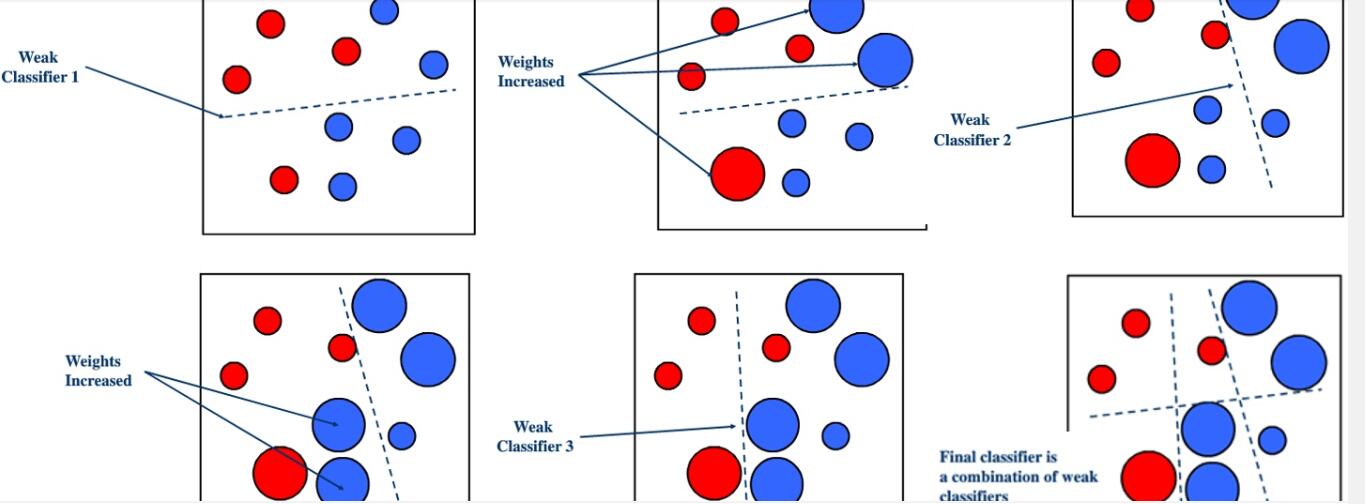 Weak
Classifier 1
Weights
Increased
Weak
Classifier 2
Weights
Increased
Weak
Classifier 3
Final classifier is
a combination of weak
classifiers